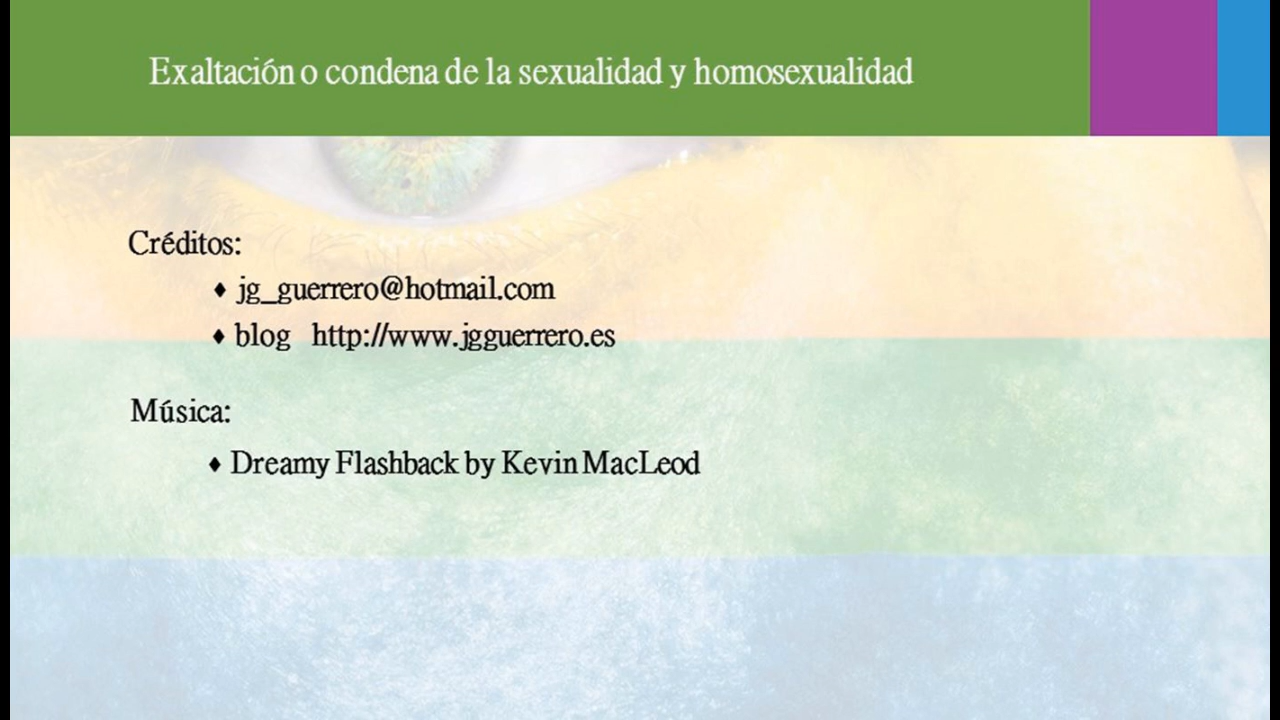 Exaltación o condena de la sexualidad y homosexualidad
Créditos:
♦ jg_guerrero@hotmail.com
♦ blog http://www.jgguerrero.es
Música:
♦ Dreamy Flashback by Kevin MacLeod